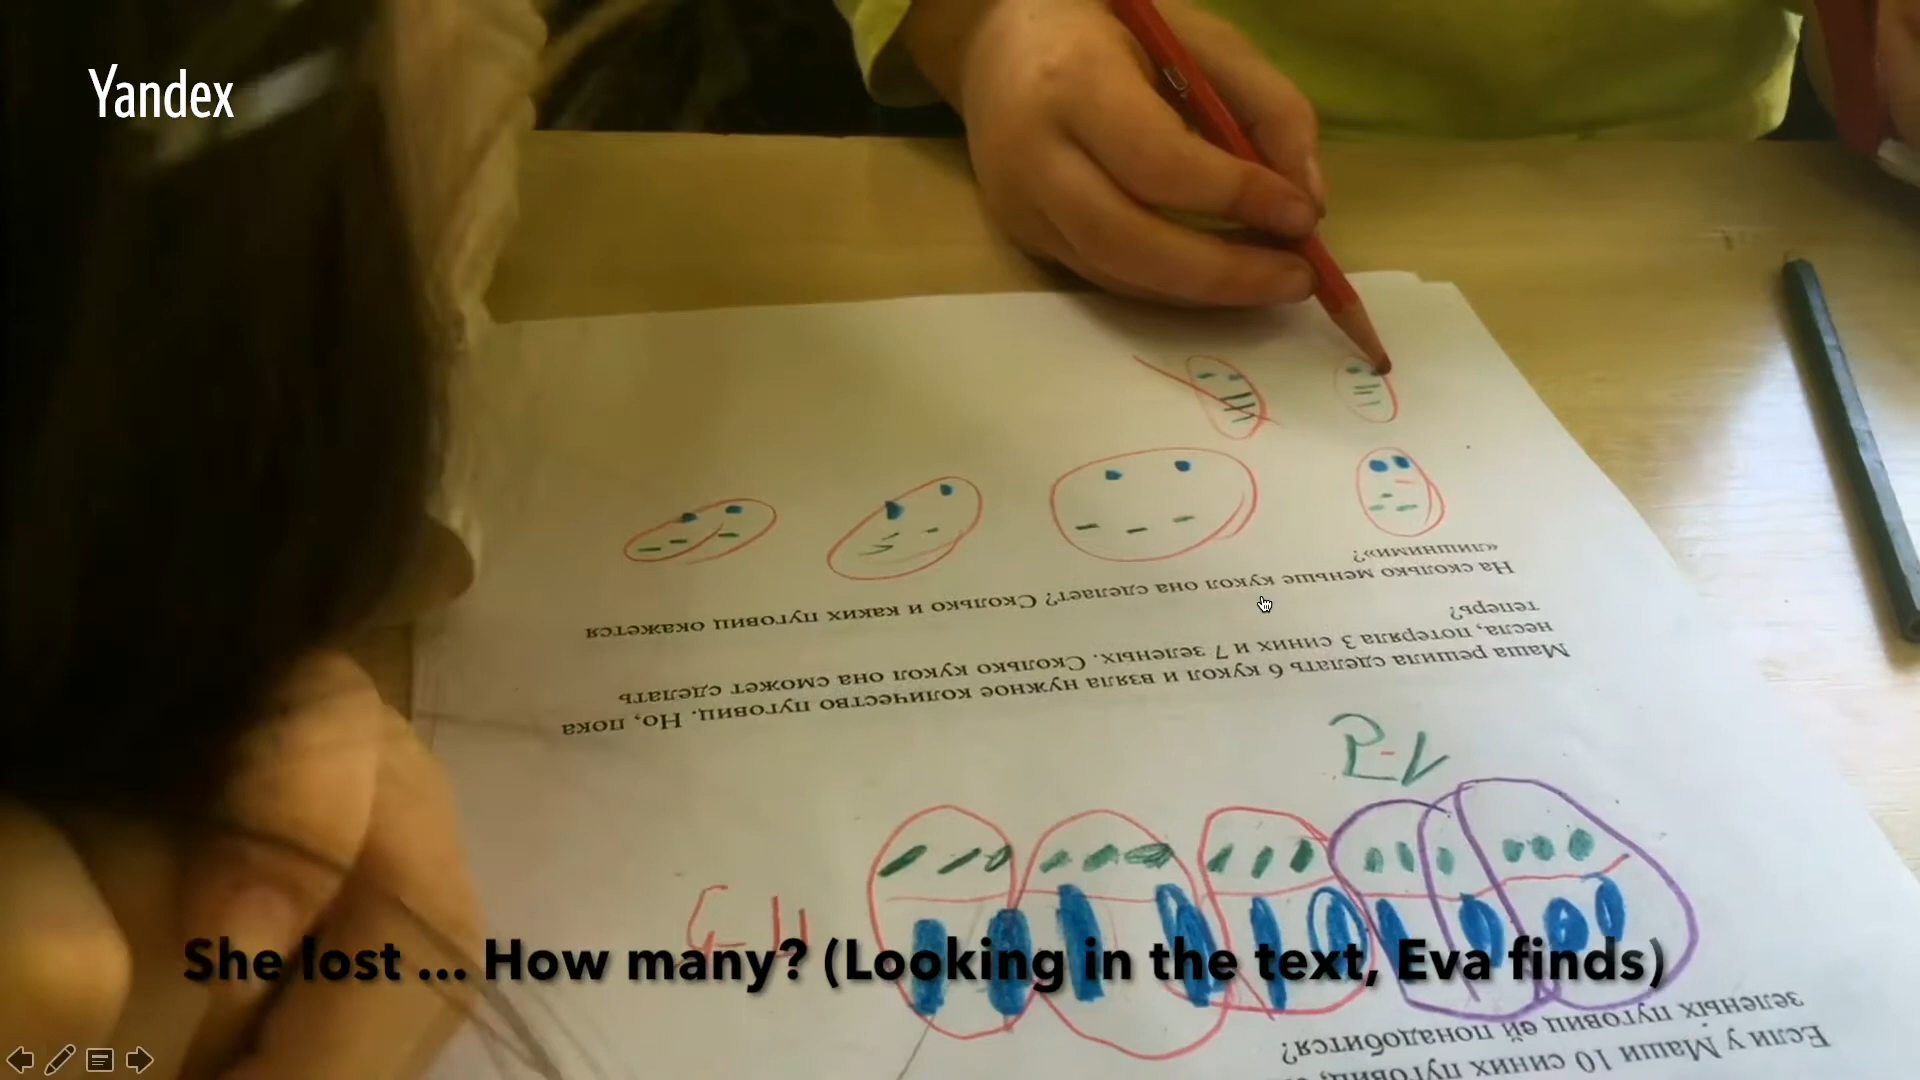 Yandex
Если у Маши 10 синих пуговиц,
зеленых пуговиц ей понадобится?
Маша решила сделать 6 кукол и взяла нужное количество пуговиц. Но, пока
несла, потеряла 3 синих и 7 зеленых. Сколько кукол она сможет сделать
теперь?
На сколько меньше кукол она сделает? Сколько и каких пуговиц окажется
«лишними»?
She lost ... How many? (Looking in the text, Eva finds)